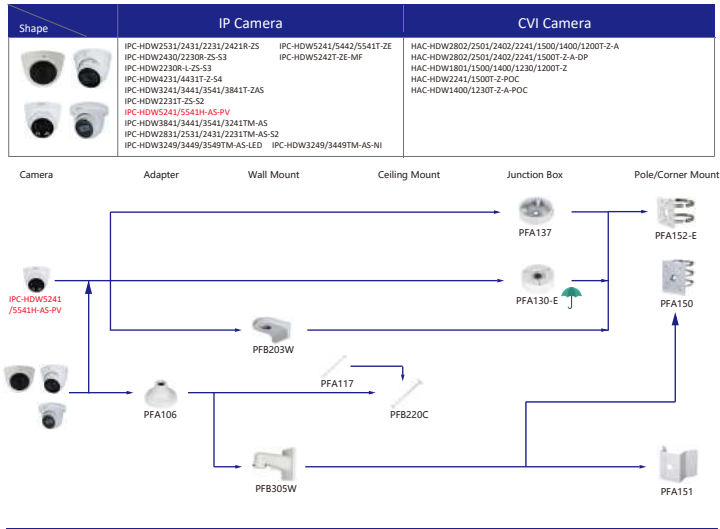 Shape
IP Camera
CVI Camera
IPC-HDW2531/2431/2231/2421R-ZS IPC-HDW5241/5442/5541T-ZE
IPC-HDW2430/2230R-ZS-S3 IPC-HDW5242T-ZE-MF
IPC-HDW2230R-L-ZS-S3
IPC-HDW4231/4431T-Z-S4
IPC-HDW3241/3441/3541/3841T-ZAS
IPC-HDW2231T-ZS-S2
IPC-HDW5241/5541H-AS-PV
IPC-HDW3841/3441/3541/3241TM-AS
IPC-HDW2831/2531/2431/2231TM-AS-S2
IPC-HDW3249/3449/3549TM-AS-LED IPC-HDW3249/3449TM-AS-NI
HAC-HDW2802/2501/2402/2241/1500/1400/1200T-Z-A
HAC-HDW2802/2501/2402/2241/1500T-Z-A-DP
HAC-HDW1801/1500/1400/1230/1200T-Z
HAC-HDW2241/1500T-Z-POC
HAC-HDW1400/1230T-Z-A-POC
Camera Adapter Wall Mount Ceiling Mount Junction Box Pole/Corner Mount
PFA137
PFA152-E
IPC-HDW5241
/5541H-AS-PV
PFA130-E
PFA150
PFB203W
PFA117
PFA106
PFB220C
PFB305W
PFA151